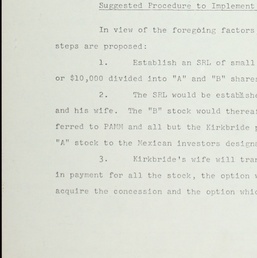 Suggested Procedure to Implement
In view of the foregoing factors
steps are proposed:
1. Establish an SRL of small
or $10,000 divided into "A" and "B" shares
2. The SRL would be established
and his wife. The "B" stock would therea
ferred to PAMM and all but the Kirkbride p
"A" stock to the Mexican investors designa
3. Kirkbride's wife will tran
in payment for all the stock, the option w
acquire the concession and the option whic